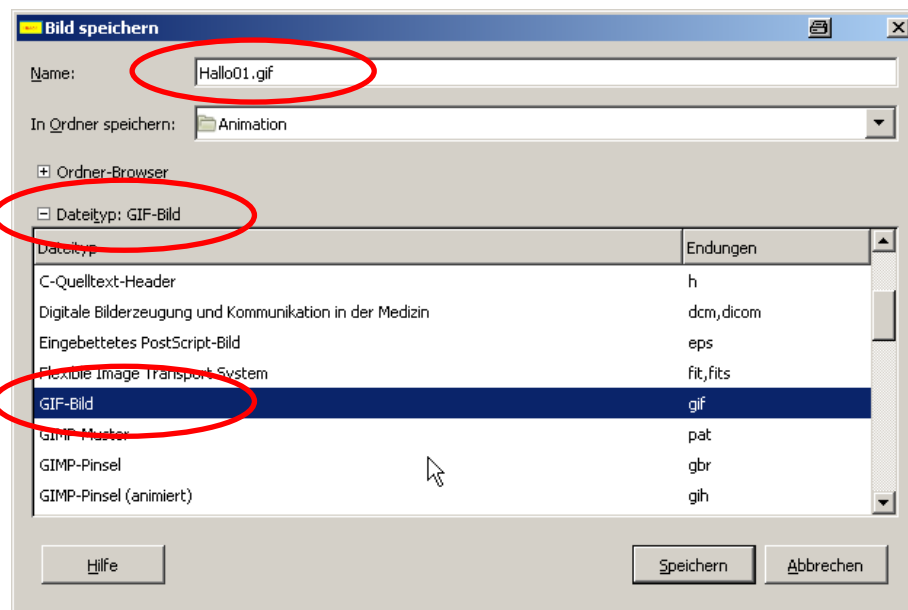 Bild speichern
Name: Hallo01.gif
In Ordner speichern: Animation
Ordner-Browser
Dateityp: GIF-Bild
Dateityp Endungen
C-Quelltext-Header h
Digitale Bilderzeugung und Kommunikation in der Medizin dcm,dicom
Eingebettetes PostScript-Bild eps
Flexible Image Transport System fit,fits
GIF-Bild gif
GIMP-Muster pat
GIMP-Pinsel gbr
GIMP-Pinsel (animiert) gih
Hilfe Speichern Abbrechen